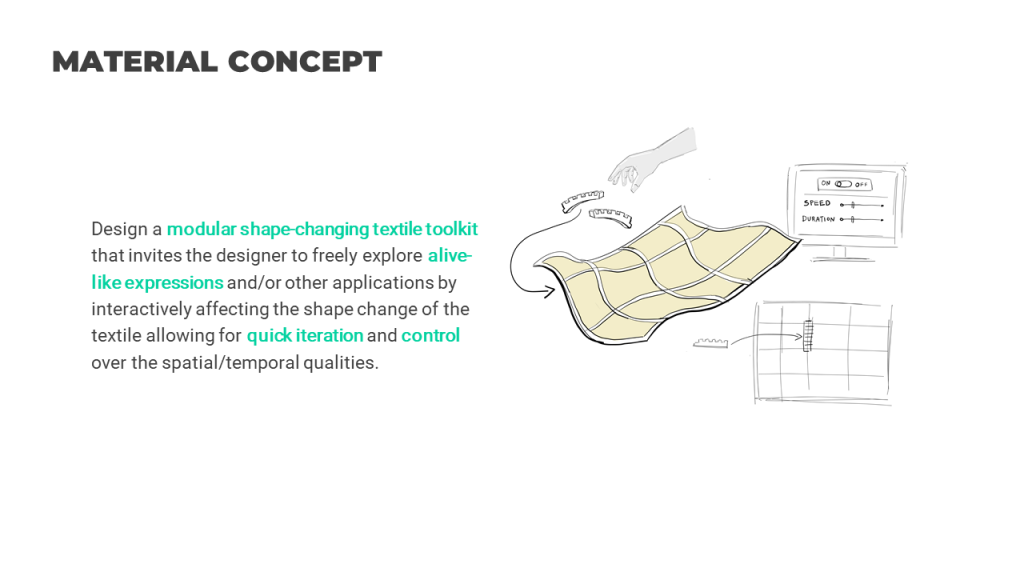 MATERIAL CONCEPT
Design a modular shape-changing textile toolkit
that invites the designer to freely explore alive-
like expressions and/or other applications by
interactively affecting the shape change of the
textile allowing for quick iteration and control
over the spatial/temporal qualities.
ON OFF
SPEED
DURATION